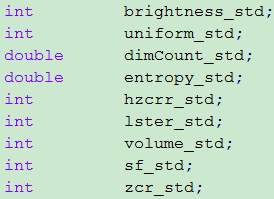 int brightness_std;
int uniform_std;
double dimCount_std;
double entropy_std;
int hzcrr_std;
int lster_std;
int volume_std;
int sf_std;
int zcr_std;